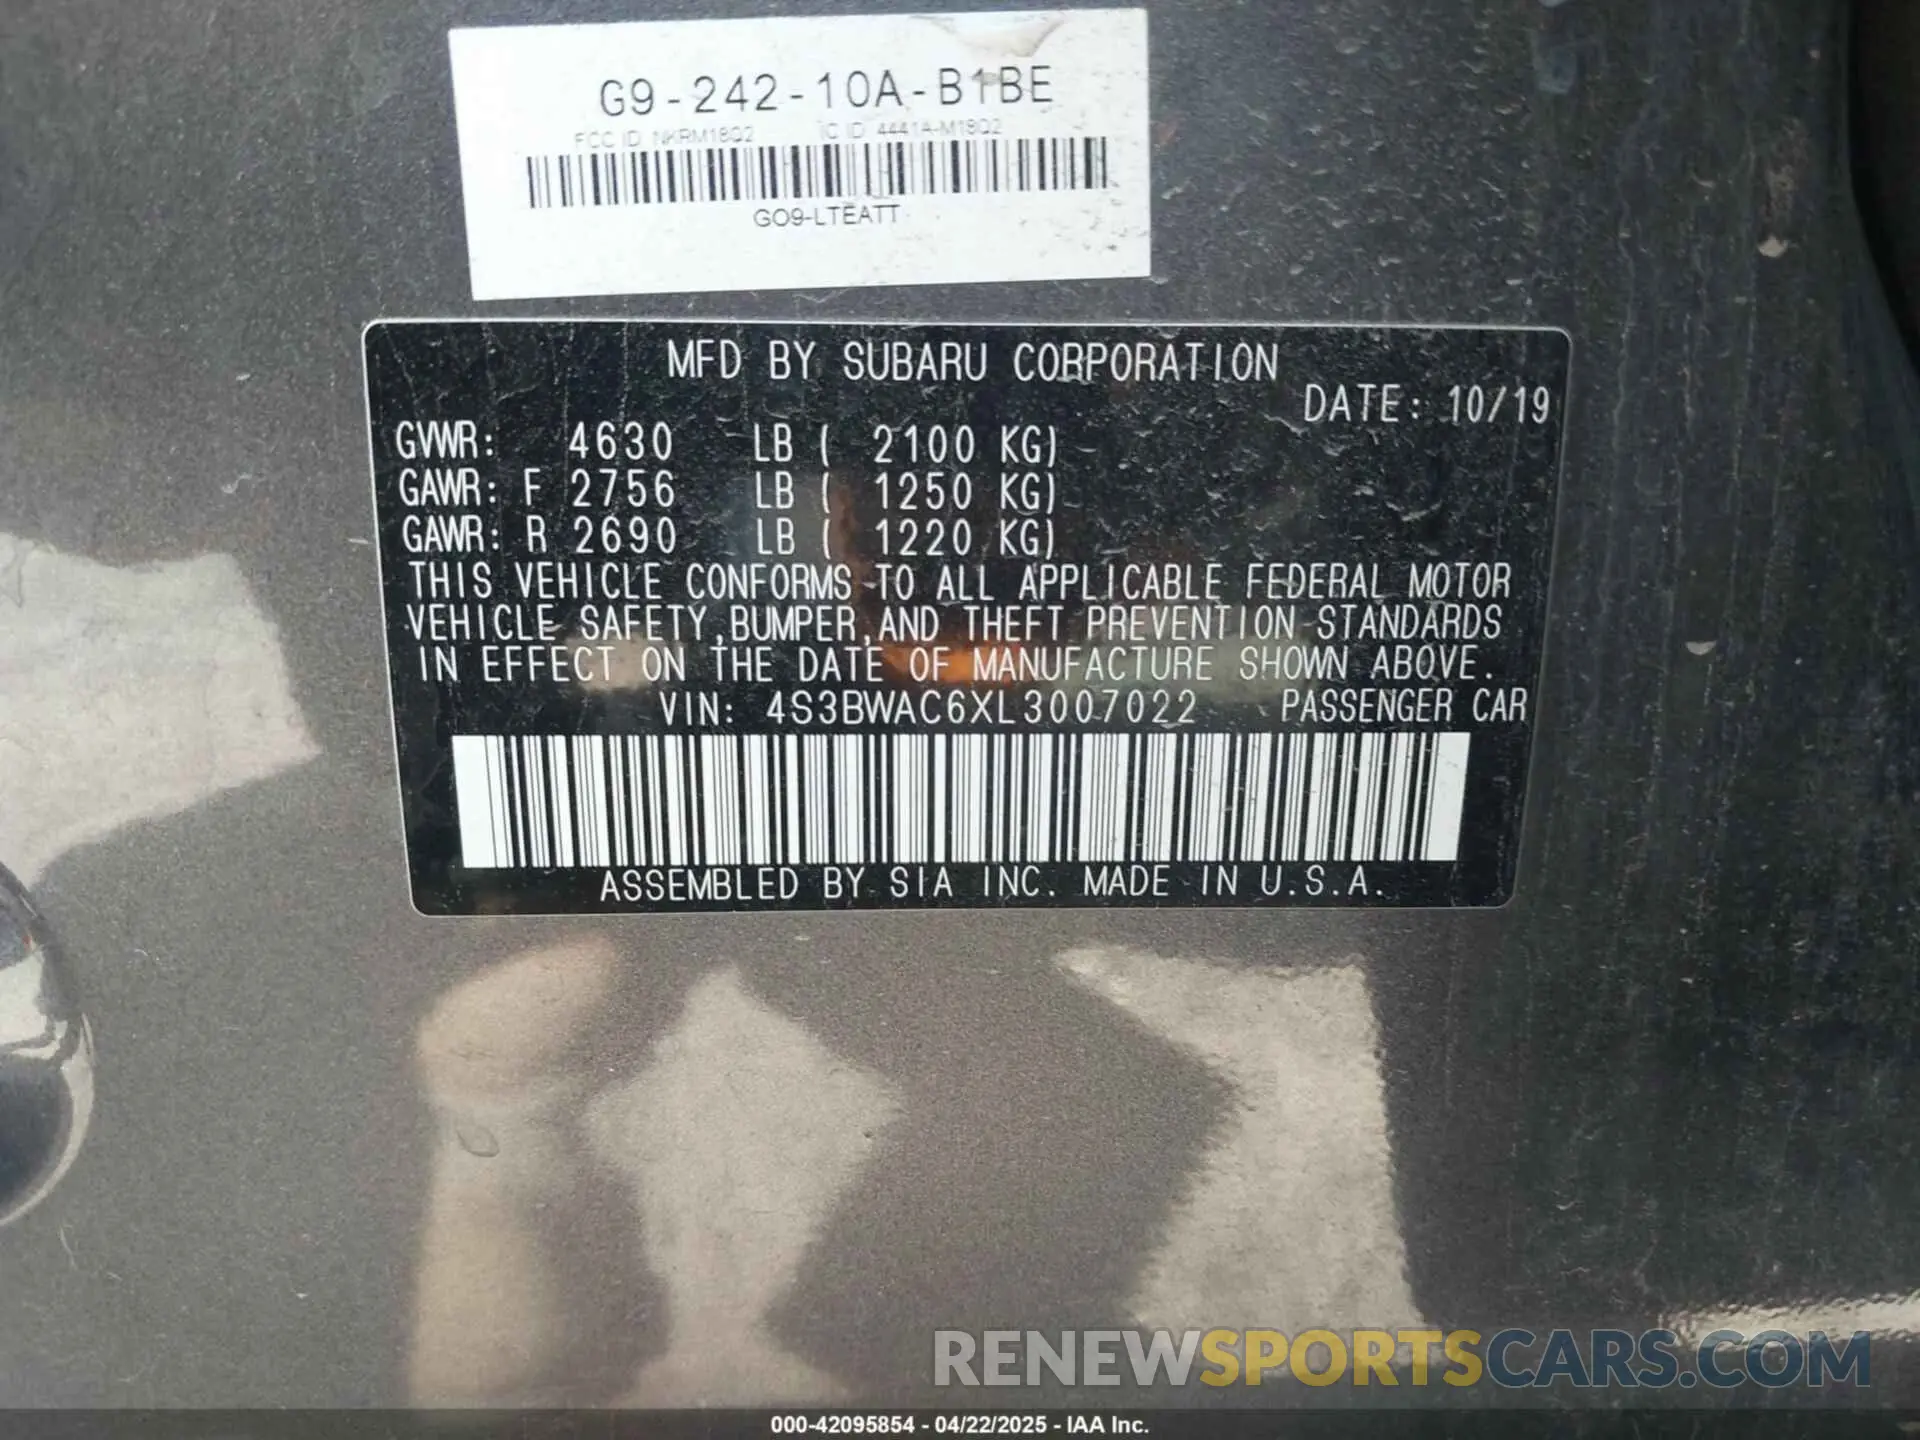 G9-242-10A-B1BE
FCC ID NKRM18Q2 IC ID 4441A-M18Q2
GO9-LTEATT
MFD BY SUBARU CORPORATION
DATE: 10/19
GVWR: 4630 LB ( 2100 KG)
GAWR: F 2756 LB ( 1250 KG)
GAWR: R 2690 LB ( 1220 KG)
THIS VEHICLE CONFORMS TO ALL APPLICABLE FEDERAL MOTOR
VEHICLE SAFETY,BUMPER,AND THEFT PREVENTION STANDARDS
IN EFFECT ON THE DATE OF MANUFACTURE SHOWN ABOVE.
VIN: 4S3BWAC6XL3007022 PASSENGER CAR
ASSEMBLED BY SIA INC. MADE IN U.S.A.
RENEWSPORTSCARS.COM
000-42095854 - 04/22/2025 - IAA Inc.